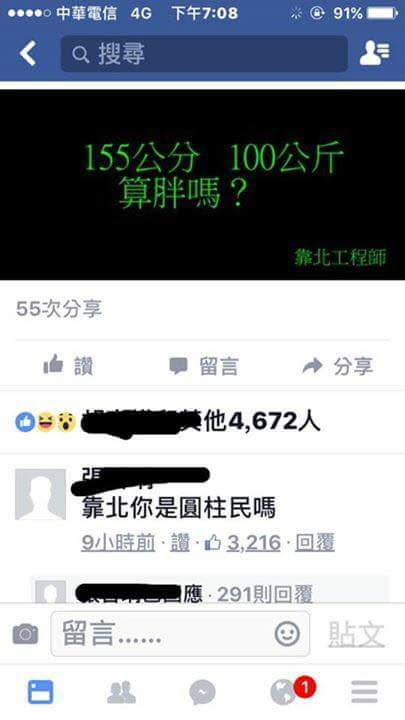 中華電信 4G 下午7:08 91%
搜尋
155公分 100公斤
算胖嗎？
靠北工程師
55次分享
讚 留言 分享
他4,672人
張
靠北你是圓柱民嗎
9小時前 · 讚 · 3,216 · 回覆
回應 · 291則回覆
留言...... 貼文
1